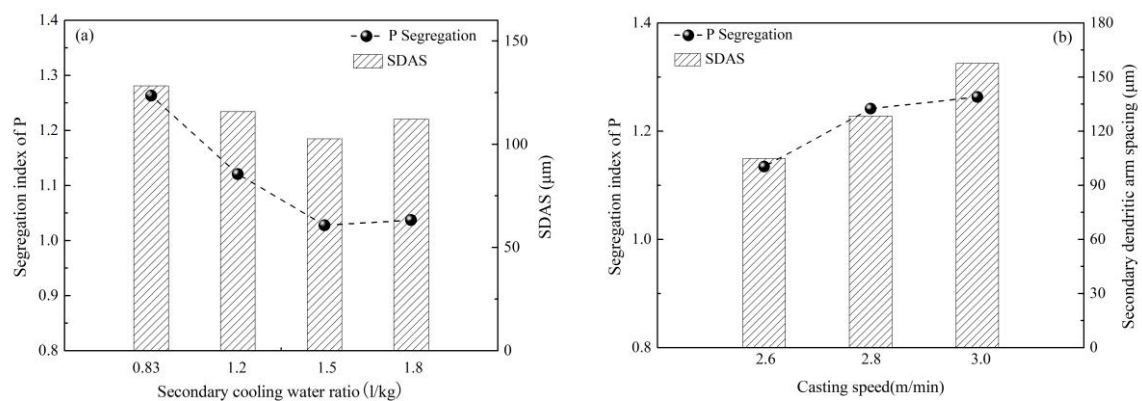 (a)
P Segregation
SDAS
1.4
1.3
1.2
1.1
1.0
0.9
0.8
Segregation index of P
150
100
50
0
SDAS (μm)
0.83 1.2 1.5 1.8
Secondary cooling water ratio (l/kg)
(b)
P Segregation
SDAS
1.4
1.2
1.0
0.8
Segregation index of P
180
150
120
90
60
30
0
Secondary dendritic arm spacing (μm)
2.6 2.8 3.0
Casting speed(m/min)